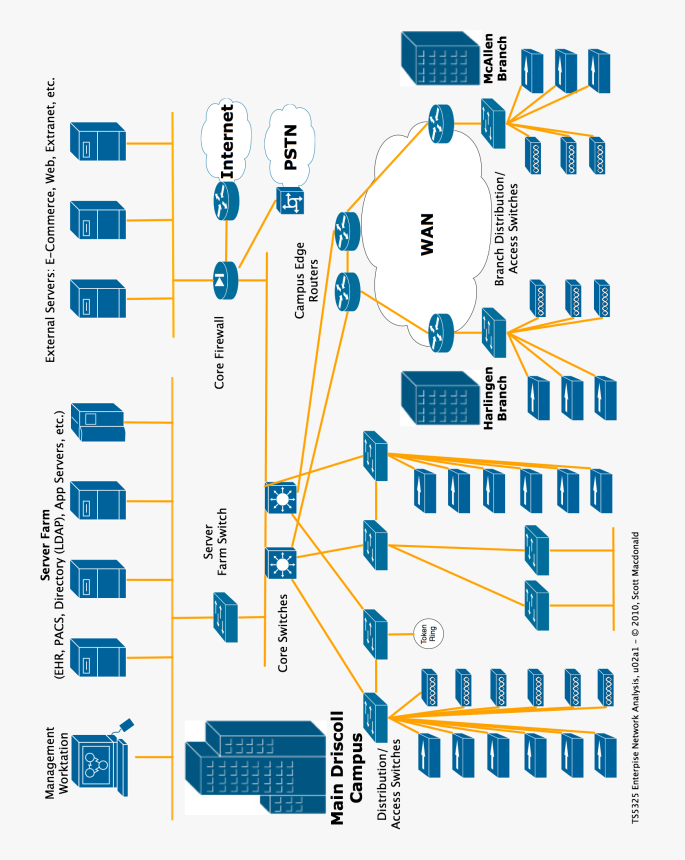 Server Farm
(EHR, PACS, Directory (LDAP), App Servers, etc.)
External Servers: E-Commerce, Web, Extranet, etc.
Management
Worktation
Server
Farm Switch
Core Firewall
Internet
PSTN
Core Switches
Campus Edge
Routers
Main Driscoll
Campus
Distribution/
Access Switches
Token
Ring
WAN
McAllen
Branch
Branch Distribution/
Access Switches
Harlingen
Branch
TS5325 Enterpise Network Analysis, u02a1 - © 2010, Scott Macdonald